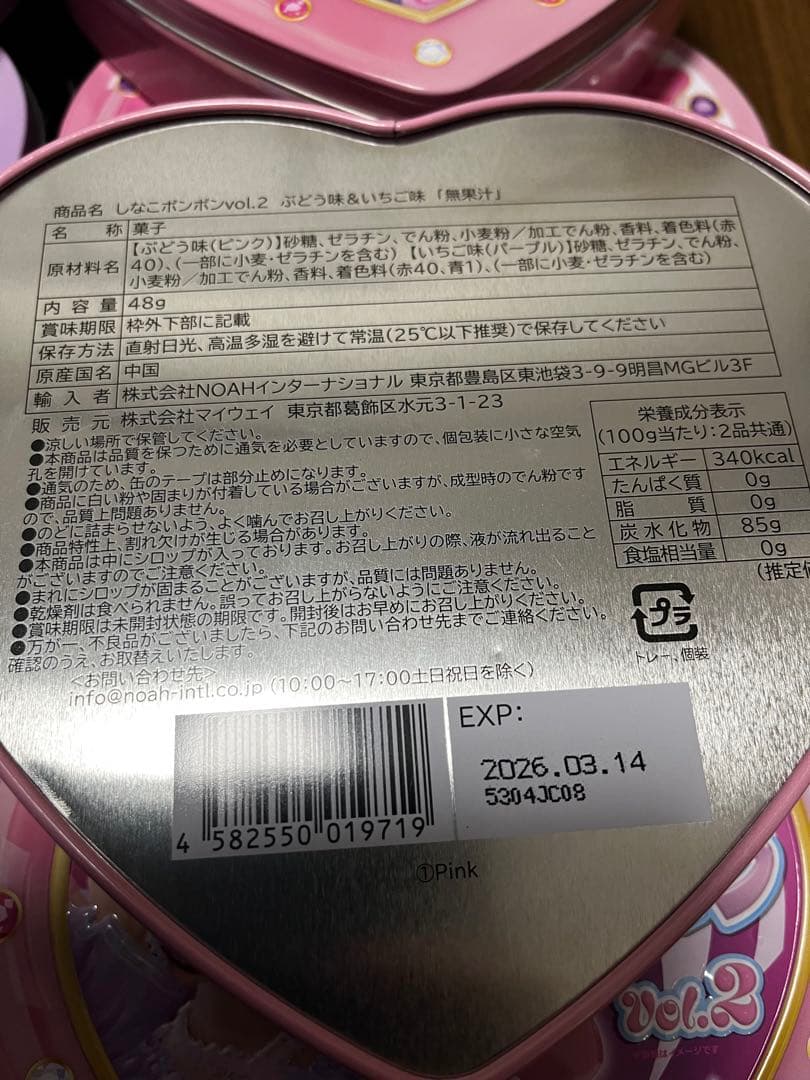 商品名 しなこボンボンvol.2 ぶどう味＆いちご味 「無果汁」
名称 菓子
原材料名 【ぶどう味(ピンク)】砂糖、ゼラチン、でん粉、小麦粉／加工でん粉、香料、着色料(赤
40)、(一部に小麦・ゼラチンを含む) 【いちご味(パープル)】砂糖、ゼラチン、でん粉、
小麦粉／加工でん粉、香料、着色料(赤40、青1)、(一部に小麦・ゼラチンを含む)
内容量 48g
賞味期限 枠外下部に記載
保存方法 直射日光、高温多湿を避けて常温(25℃以下推奨)で保存してください
原産国名 中国
輸入者 株式会社NOAHインターナショナル 東京都豊島区東池袋3-9-9明昌MGビル3F
販売元 株式会社マイウェイ 東京都葛飾区水元3-1-23
●涼しい場所で保管してください。
●本商品は品質を保つために通気を必要としていますので、個包装に小さな空気
孔を開けています。
●通気のため、缶のテープは部分止めになります。
●商品に白い粉や固まりが付着している場合がございますが、成型時のでん粉です
ので、品質上問題ありません。
●のどに詰まらせないよう、よく噛んでお召し上がりください。
●商品特性上、割れ欠けが生じる場合があります。
●本商品は中にシロップが入っております。お召し上がりの際、液が流れ出ること
がございますのでご注意ください。
●まれにシロップが固まることがございますが、品質には問題ありません。
●乾燥剤は食べられません。誤ってお召し上がらないようにご注意ください。
●賞味期限は未開封状態の期限です。開封後はお早めにお召し上がりください。
●万が一、不良品がございましたら、下記のお問い合わせ先までご連絡ください。
確認のうえ、お取替えいたします。
<お問い合わせ先>
info@noah-intl.co.jp (10:00〜17:00土日祝日を除く)
栄養成分表示
(100g当たり:2品共通)
エネルギー 340kcal
たんぱく質 0g
脂質 0g
炭水化物 85g
食塩相当量 0g
(推定値
プラ
トレー、個装
EXP:
2026.03.14
5304JC08
4 582550 019719
①Pink
Vol.2